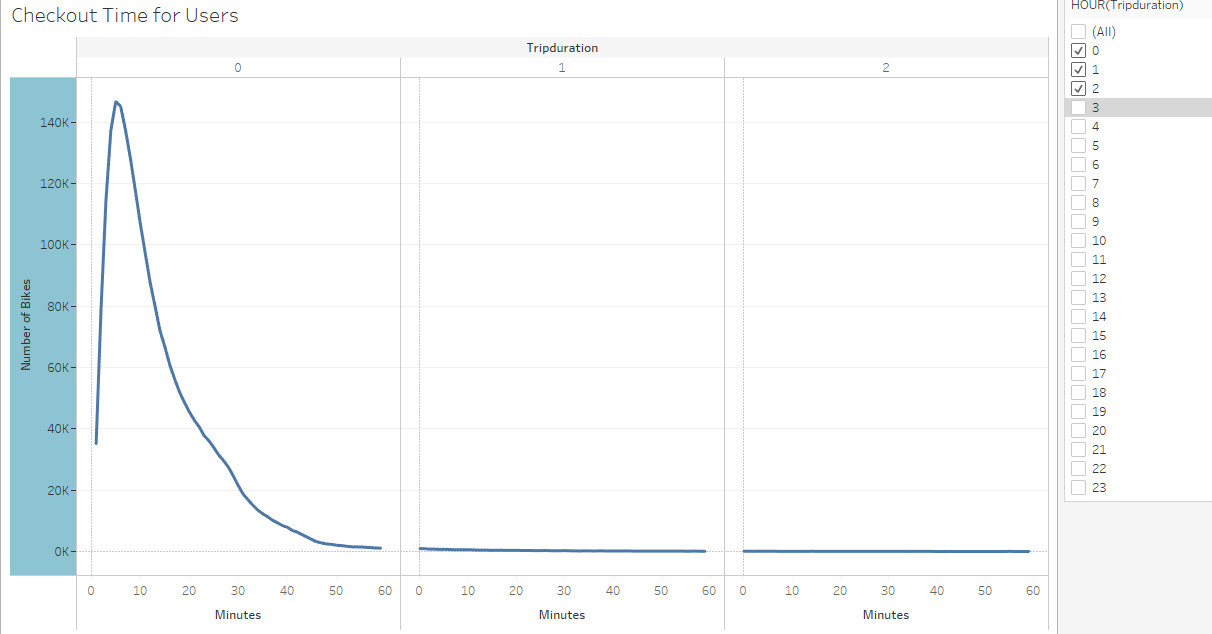 Checkout Time for Users
Tripduration
0 1 2
Number of Bikes
140K
120K
100K
80K
60K
40K
20K
0K
0 10 20 30 40 50 60 0 10 20 30 40 50 60 0 10 20 30 40 50 60
Minutes Minutes Minutes
HOUR(Tripduration)
(All)
0
1
2
3
4
5
6
7
8
9
10
11
12
13
14
15
16
17
18
19
20
21
22
23